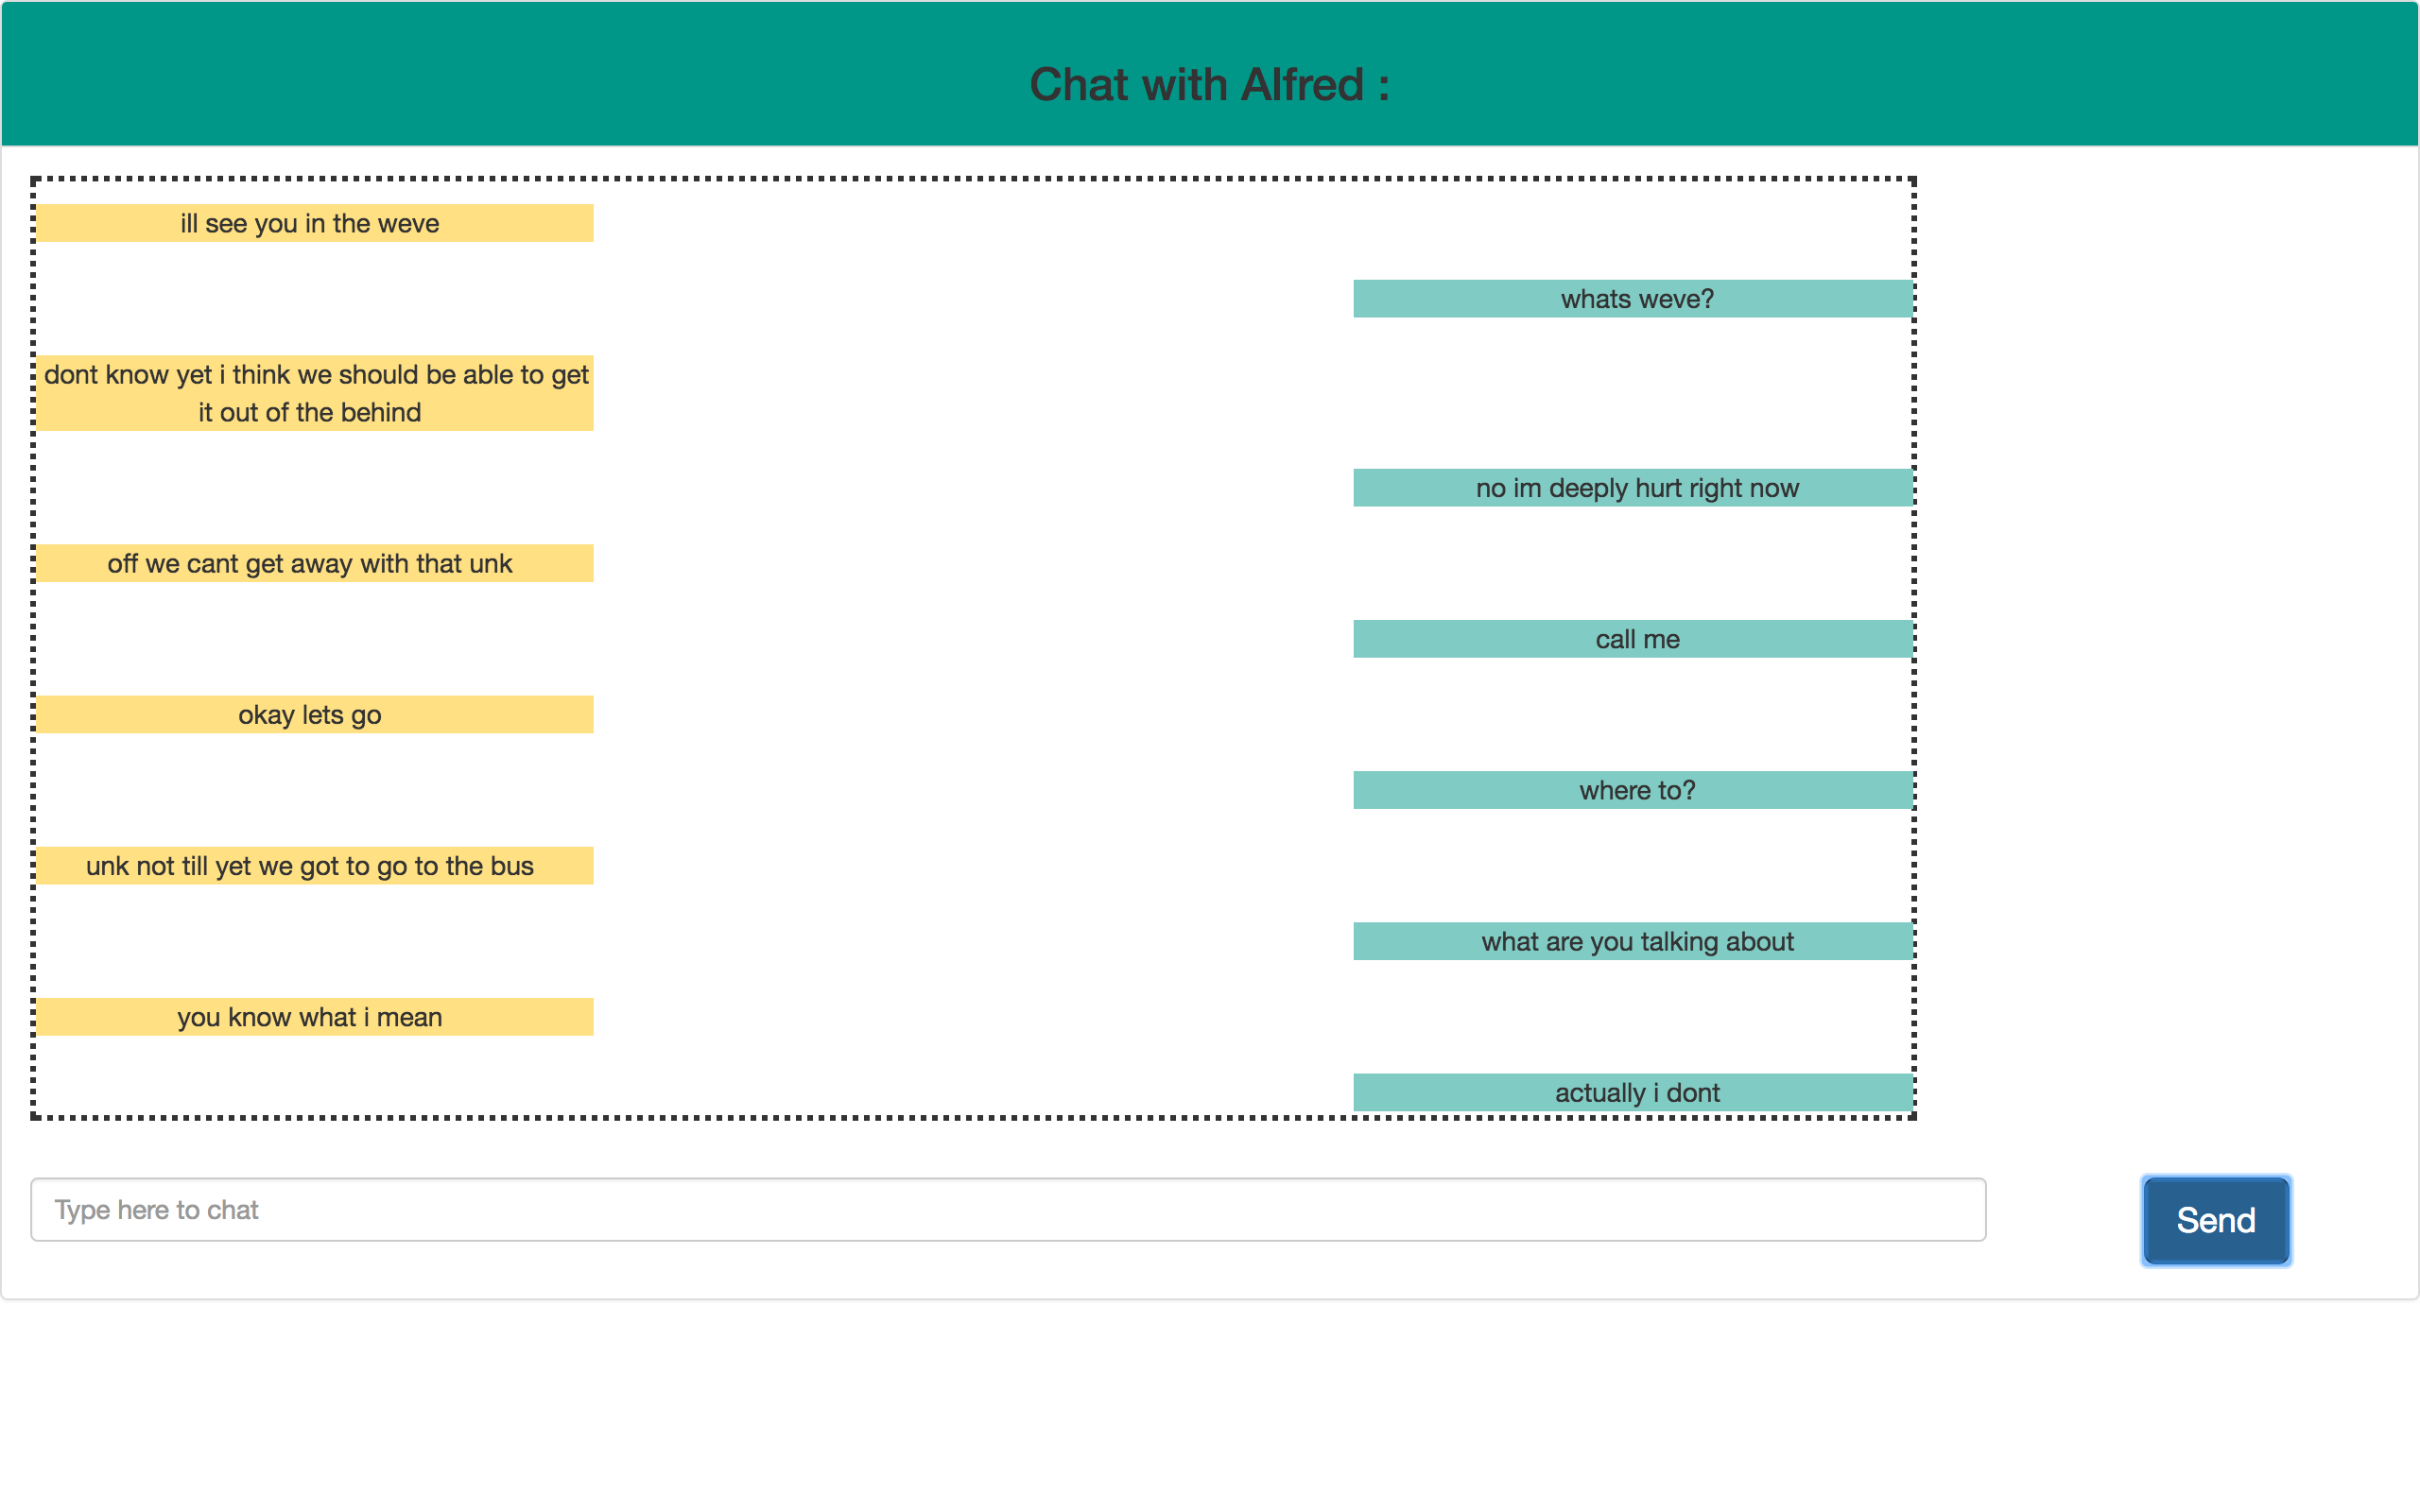 Chat with Alfred :
ill see you in the weve
whats weve?
dont know yet i think we should be able to get
it out of the behind
no im deeply hurt right now
off we cant get away with that unk
call me
okay lets go
where to?
unk not till yet we got to go to the bus
what are you talking about
you know what i mean
actually i dont
Type here to chat
Send